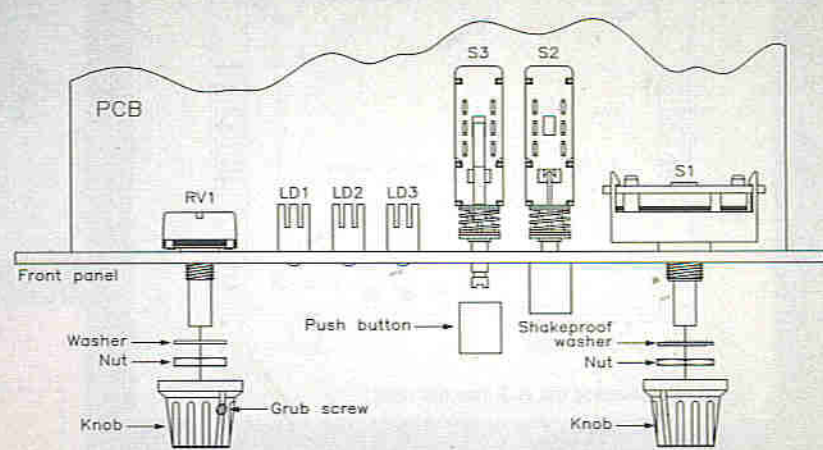 S3
S2
PCB
RV1
LD1
LD2
LD3
S1
Front panel
Push button
Shakeproof
washer
Washer
Nut
Nut
Grub screw
Knob
Knob